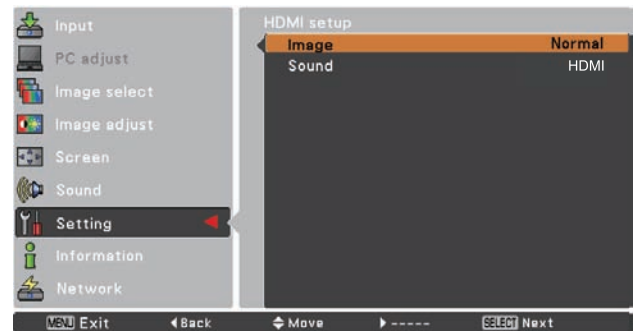 Input
PC adjust
Image select
Image adjust
Screen
Sound
Setting
Information
Network
HDMI setup
Image Normal
Sound HDMI
MENU Exit Back Move ----- SELECT Next